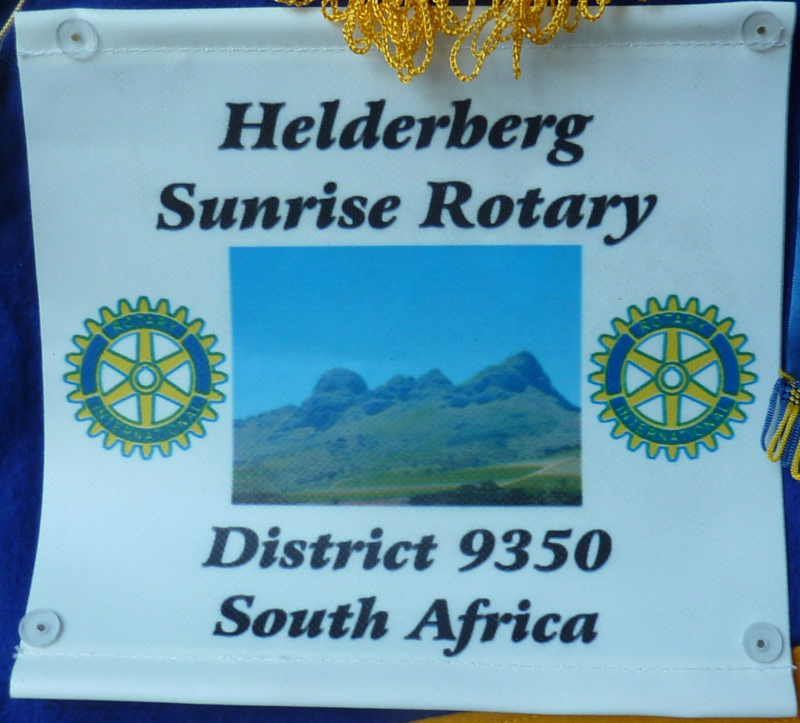 Helderberg
Sunrise Rotary
ROTARY
INTERNATIONAL
ROTARY
INTERNATIONAL
District 9350
South Africa